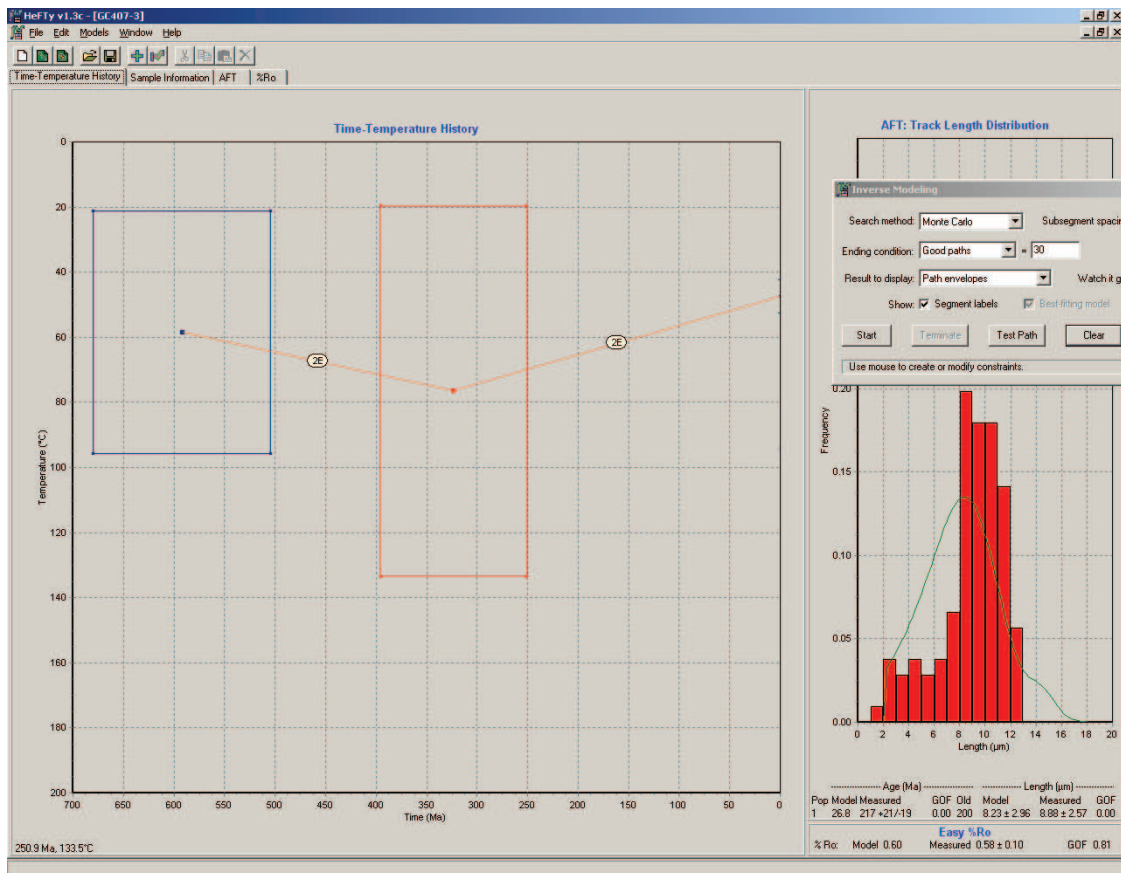 HeFTy v1.3c - [GC407-3]
File Edit Models Window Help
Time-Temperature History Sample Information AFT %Ro
Time-Temperature History
0
20
40
60
80
100
120
140
160
180
200
Temperature (°C)
2E
2E
700 650 600 550 500 450 400 350 300 250 200 150 100 50 0
Time (Ma)
250.9 Ma, 133.5°C
AFT: Track Length Distribution
Inverse Modeling
Search method: Monte Carlo Subsegment spacin
Ending condition: Good paths = 30
Result to display: Path envelopes Watch it g
Show: Segment labels Best-fitting model
Start Terminate Test Path Clear
Use mouse to create or modify constraints.
0.20
0.15
0.10
0.05
0.00
Frequency
0 2 4 6 8 10 12 14 16 18 20
Length (µm)
Age (Ma) Length (µm)
Pop Model Measured GOF Old Model Measured GOF
1 26.8 217 +21/-19 0.00 200 8.23 ± 2.96 8.88 ± 2.57 0.00
Easy %Ro
% Ro: Model 0.60 Measured 0.58 ± 0.10 GOF 0.81